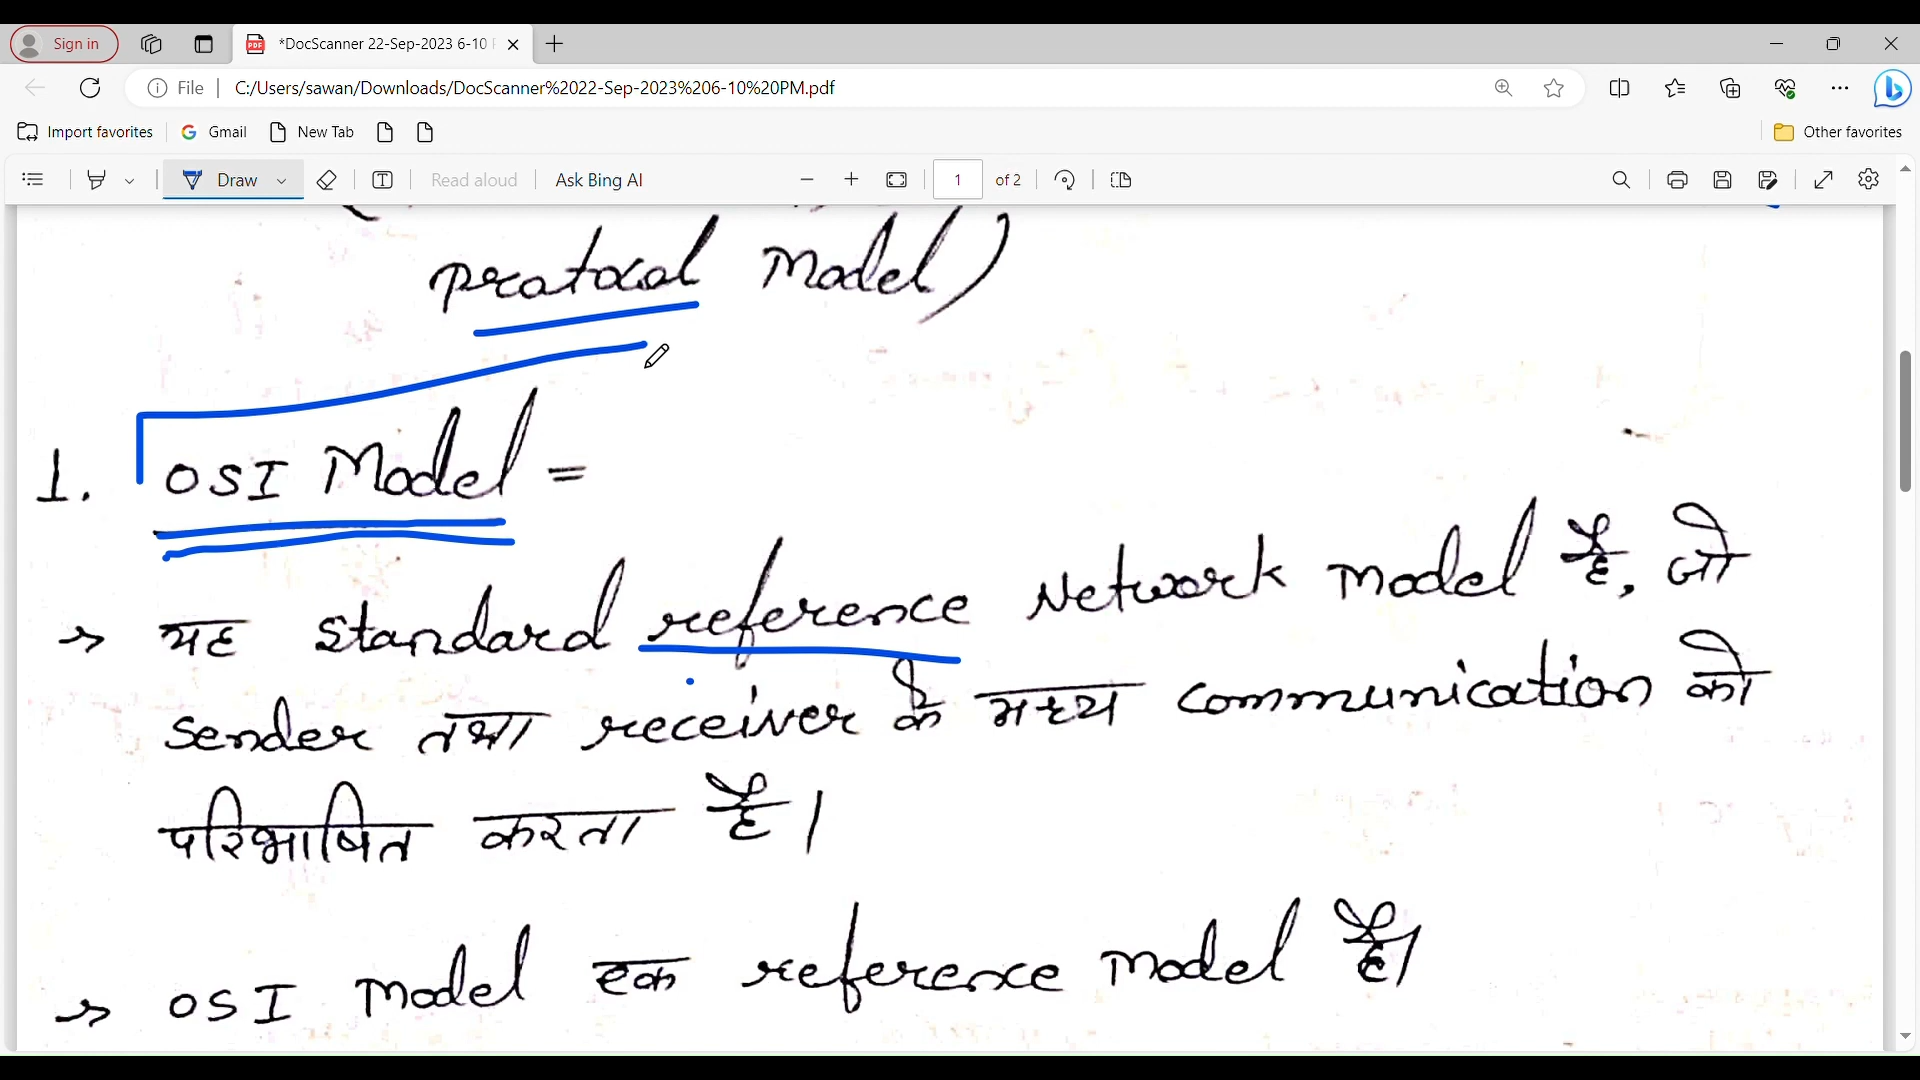 Sign in
*DocScanner 22-Sep-2023 6-10
File
C:/Users/sawan/Downloads/DocScanner%2022-Sep-2023%206-10%20PM.pdf
Import favorites
Gmail
New Tab
Other favorites
Draw
Read aloud
Ask Bing AI
1
of 2
pratocol Model)
1. OSI Model =
→ यह standard reference Network model है, जो
sender तथा receiver के मध्य communication को
परिभाषित करता है।
→ OSI model एक reference model है।